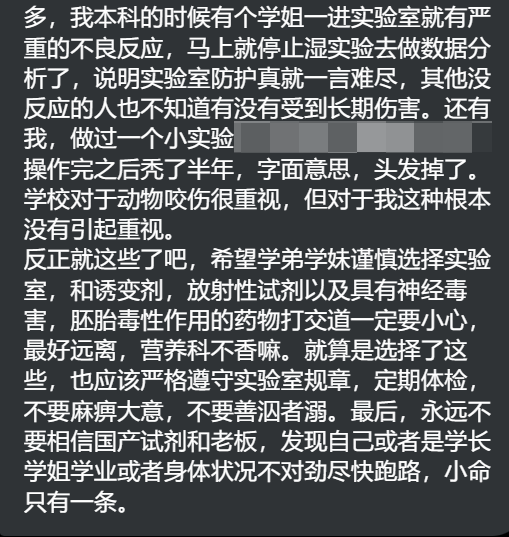 多，我本科的时候有个学姐一进实验室就有严
重的不良反应，马上就停止湿实验去做数据分
析了，说明实验室防护真就一言难尽，其他没
反应的人也不知道有没有受到长期伤害。还有
我，做过一个小实验
操作完之后秃了半年，字面意思，头发掉了。
学校对于动物咬伤很重视，但对于我这种根本
没有引起重视。
反正就这些了吧，希望学弟学妹谨慎选择实验
室，和诱变剂，放射性试剂以及具有神经毒
害，胚胎毒性作用的药物打交道一定要小心，
最好远离，营养科不香嘛。就算是选择了这
些，也应该严格遵守实验室规章，定期体检，
不要麻痹大意，不要善泅者溺。最后，永远不
要相信国产试剂和老板，发现自己或者是学长
学姐学业或者身体状况不对劲尽快跑路，小命
只有一条。